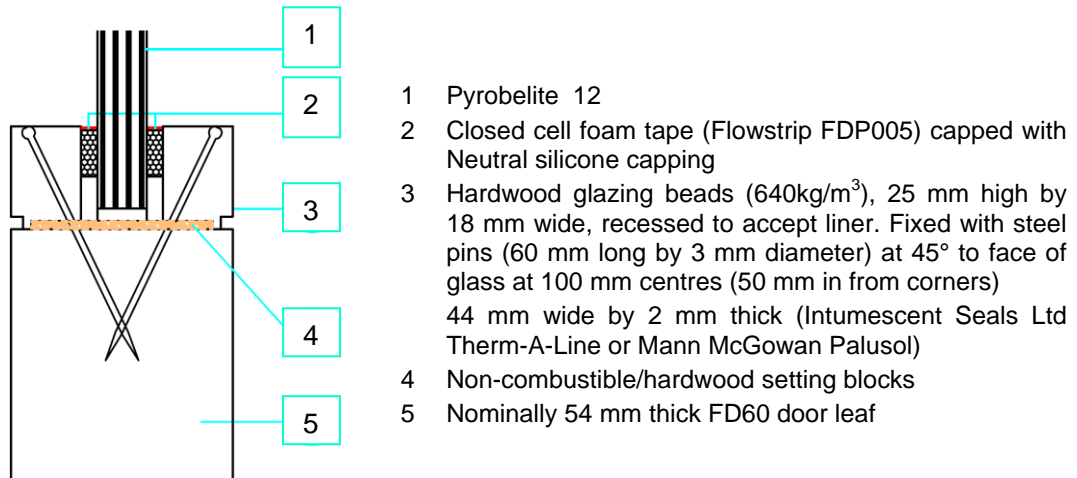 1
2
3
4
5
1 Pyrobelite 12
2 Closed cell foam tape (Flowstrip FDP005) capped with
Neutral silicone capping
3 Hardwood glazing beads (640kg/m³), 25 mm high by
18 mm wide, recessed to accept liner. Fixed with steel
pins (60 mm long by 3 mm diameter) at 45° to face of
glass at 100 mm centres (50 mm in from corners)
44 mm wide by 2 mm thick (Intumescent Seals Ltd
Therm-A-Line or Mann McGowan Palusol)
4 Non-combustible/hardwood setting blocks
5 Nominally 54 mm thick FD60 door leaf